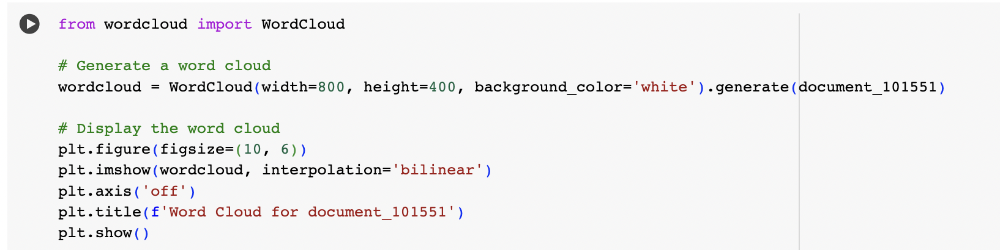 from wordcloud import WordCloud
# Generate a word cloud
wordcloud = WordCloud(width=800, height=400, background_color='white').generate(document_101551)
# Display the word cloud
plt.figure(figsize=(10, 6))
plt.imshow(wordcloud, interpolation='bilinear')
plt.axis('off')
plt.title(f'Word Cloud for document_101551')
plt.show()